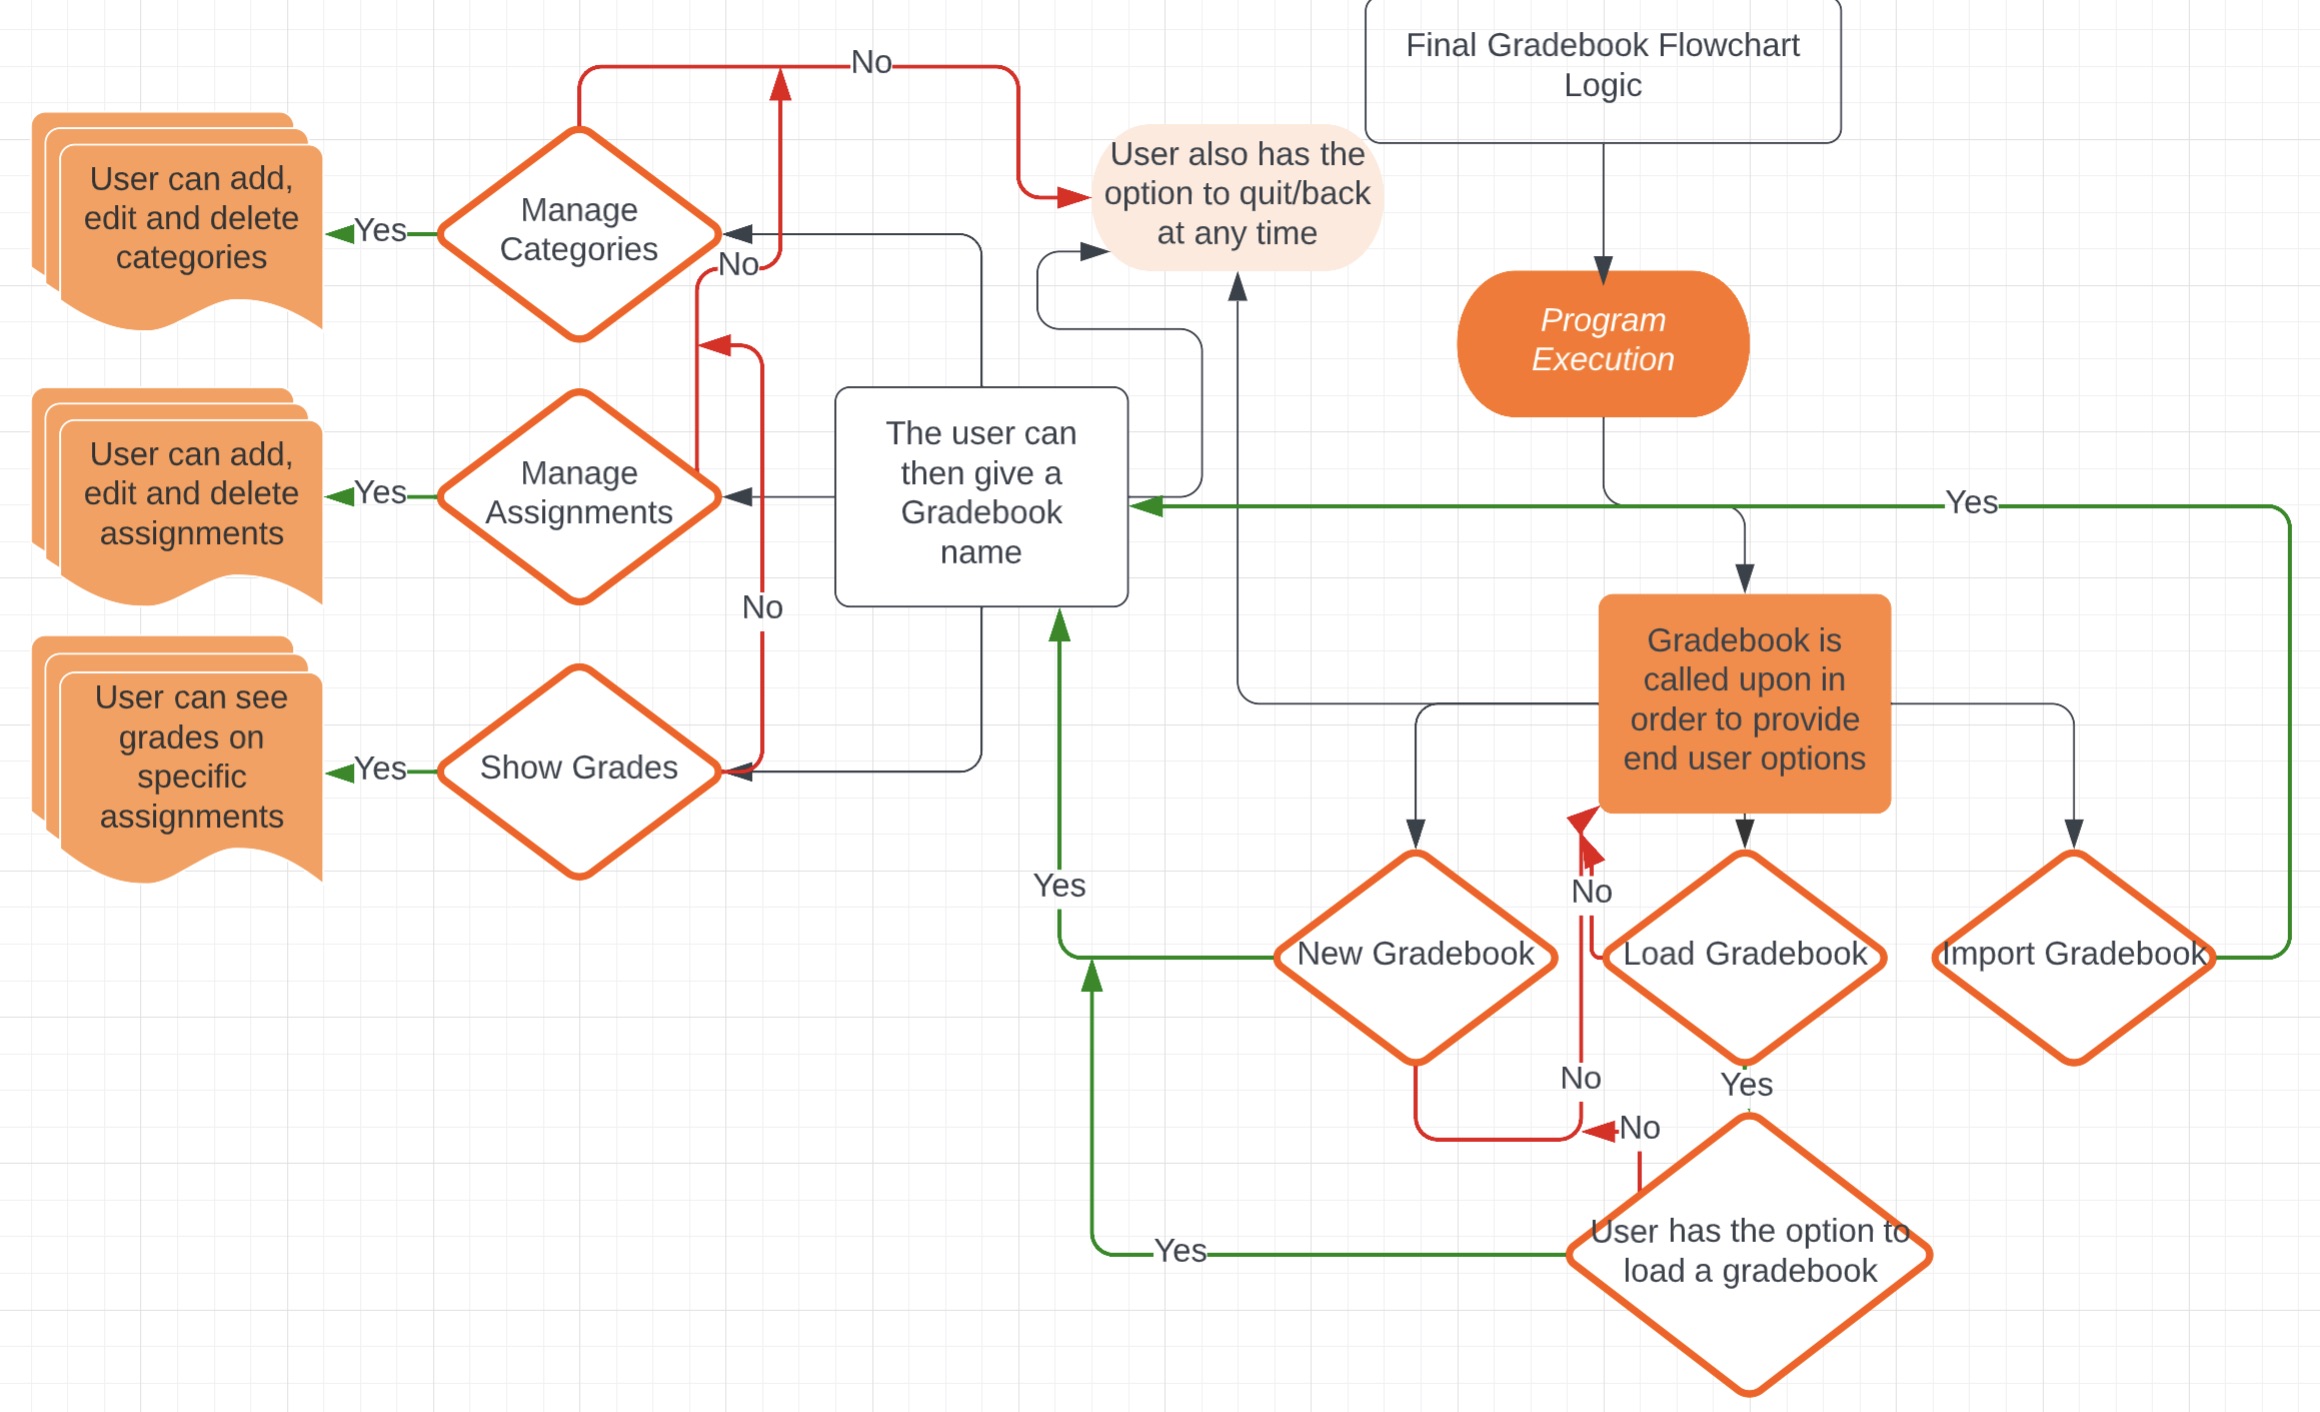 Final Gradebook Flowchart
Logic
No
User also has the
option to quit/back
at any time
User can add,
edit and delete
categories
Yes
Manage
Categories
No
Program
Execution
User can add,
edit and delete
assignments
Yes
Manage
Assignments
The user can
then give a
Gradebook
name
Yes
No
User can see
grades on
specific
assignments
Yes
Show Grades
Gradebook is
called upon in
order to provide
end user options
Yes
No
New Gradebook
Load Gradebook
Import Gradebook
No
Yes
No
Yes
User has the option to
load a gradebook